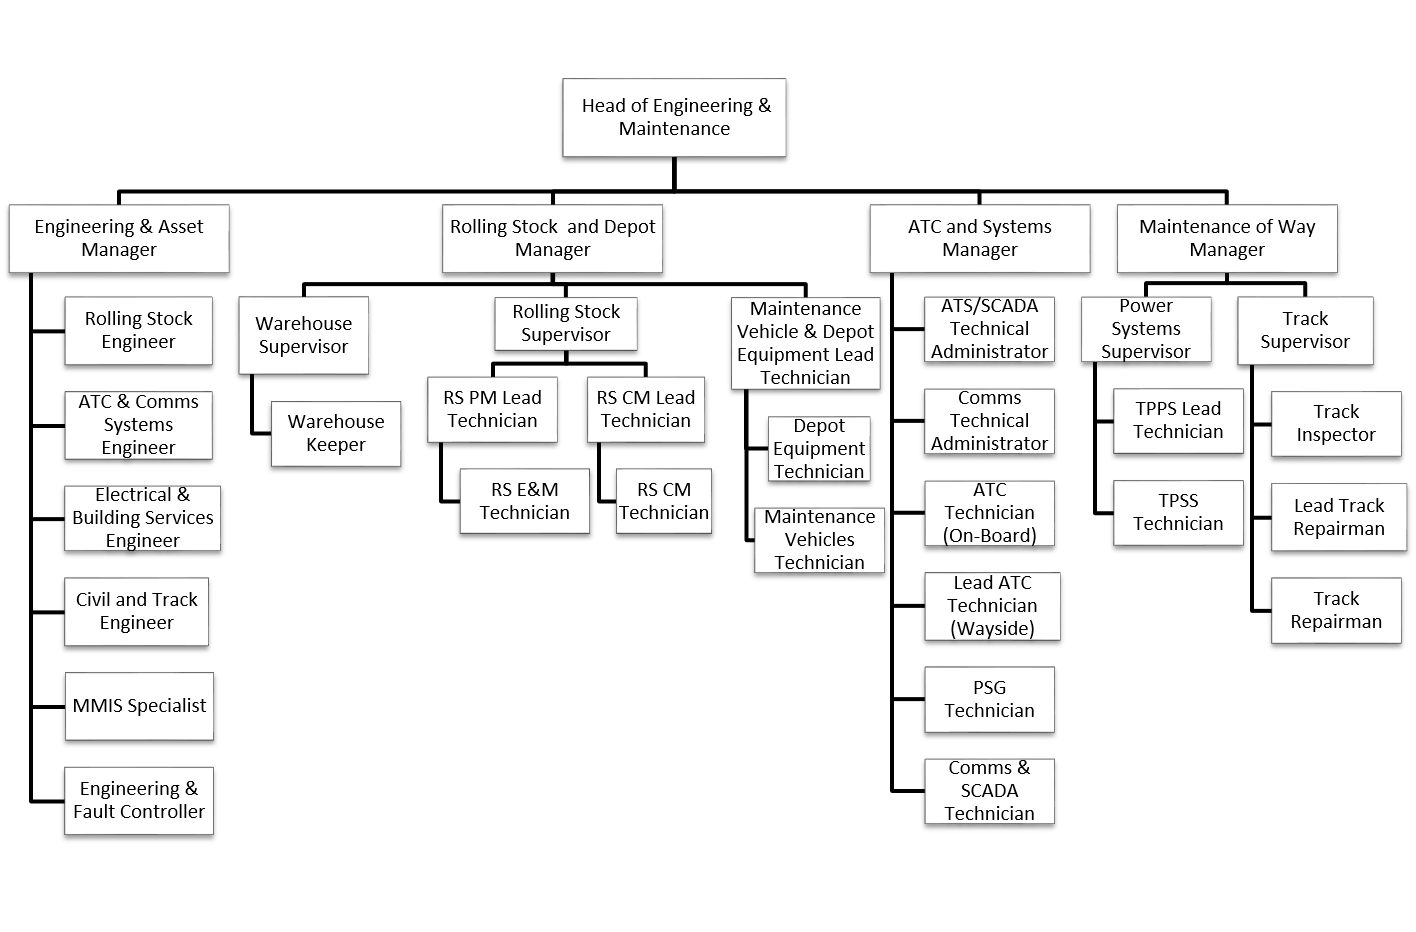 Head of Engineering &
Maintenance
Engineering & Asset
Manager
Rolling Stock
Engineer
ATC & Comms
Systems
Engineer
Electrical &
Building Services
Engineer
Civil and Track
Engineer
MMIS Specialist
Engineering &
Fault Controller
Rolling Stock  and Depot
Manager
Warehouse
Supervisor
Warehouse
Keeper
Rolling Stock
Supervisor
RS PM Lead
Technician
RS E&M
Technician
RS CM Lead
Technician
RS CM
Technician
Maintenance
Vehicle & Depot
Equipment Lead
Technician
Depot
Equipment
Technician
Maintenance
Vehicles
Technician
ATC and Systems
Manager
ATS/SCADA
Technical
Administrator
Comms
Technical
Administrator
ATC
Technician
(On-Board)
Lead ATC
Technician
(Wayside)
PSG
Technician
Comms &
SCADA
Technician
Maintenance of Way
Manager
Power
Systems
Supervisor
TPPS Lead
Technician
TPSS
Technician
Track
Supervisor
Track
Inspector
Lead Track
Repairman
Track
Repairman